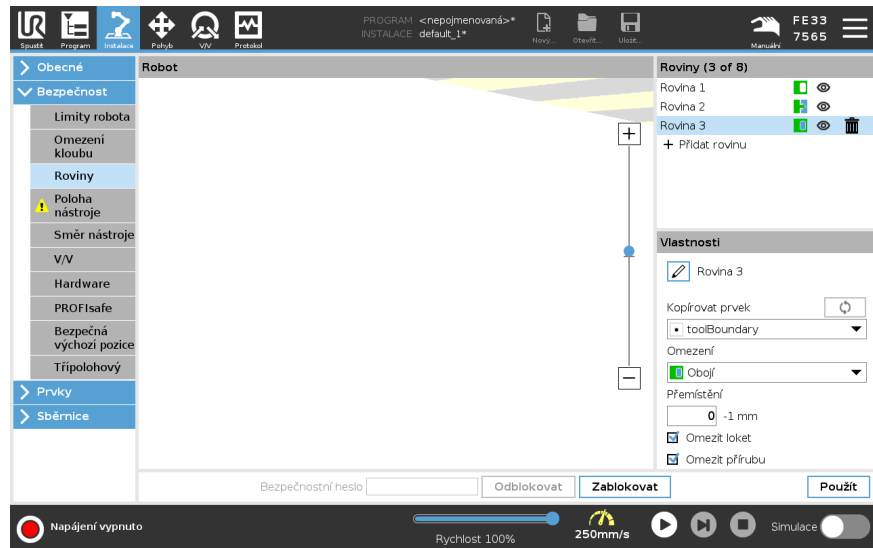 PROGRAM <nepojmenovaná>*
INSTALACE default_1*
FE33
7565
Spustit Program Instalace Pohyb V/V Protokol Nový... Otevřít... Uložit... Manuální
Obecné
Bezpečnost
Limity robota
Omezení
kloubu
Roviny
Poloha
nástroje
Směr nástroje
V/V
Hardware
PROFIsafe
Bezpečná
výchozí pozice
Třípolohový
Prvky
Sběrnice
Robot
Roviny (3 of 8)
Rovina 1
Rovina 2
Rovina 3
+ Přidat rovinu
Vlastnosti
Rovina 3
Kopírovat prvek
toolBoundary
Omezení
Obojí
Přemístění
0 -1 mm
Omezit loket
Omezit přírubu
Bezpečnostní heslo Odblokovat Zablokovat Použít
Napájení vypnuto
Rychlost 100%
250mm/s
Simulace